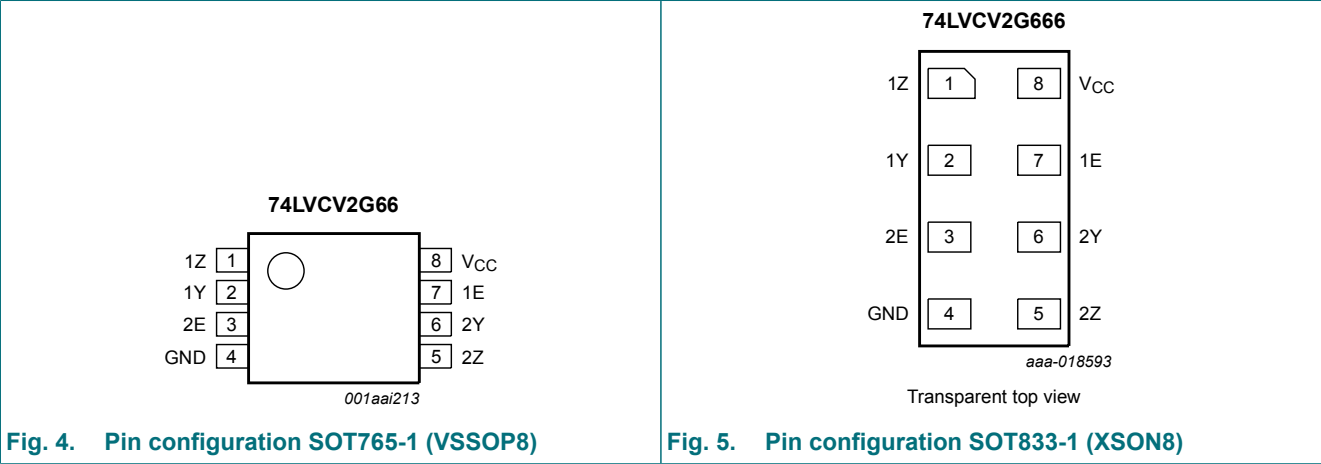 74LVCV2G66
1Z 1 8 VCC
1Y 2 7 1E
2E 3 6 2Y
GND 4 5 2Z
001aai213
Fig. 4. Pin configuration SOT765-1 (VSSOP8)
74LVCV2G666
1Z 1 8 VCC
1Y 2 7 1E
2E 3 6 2Y
GND 4 5 2Z
aaa-018593
Transparent top view
Fig. 5. Pin configuration SOT833-1 (XSON8)